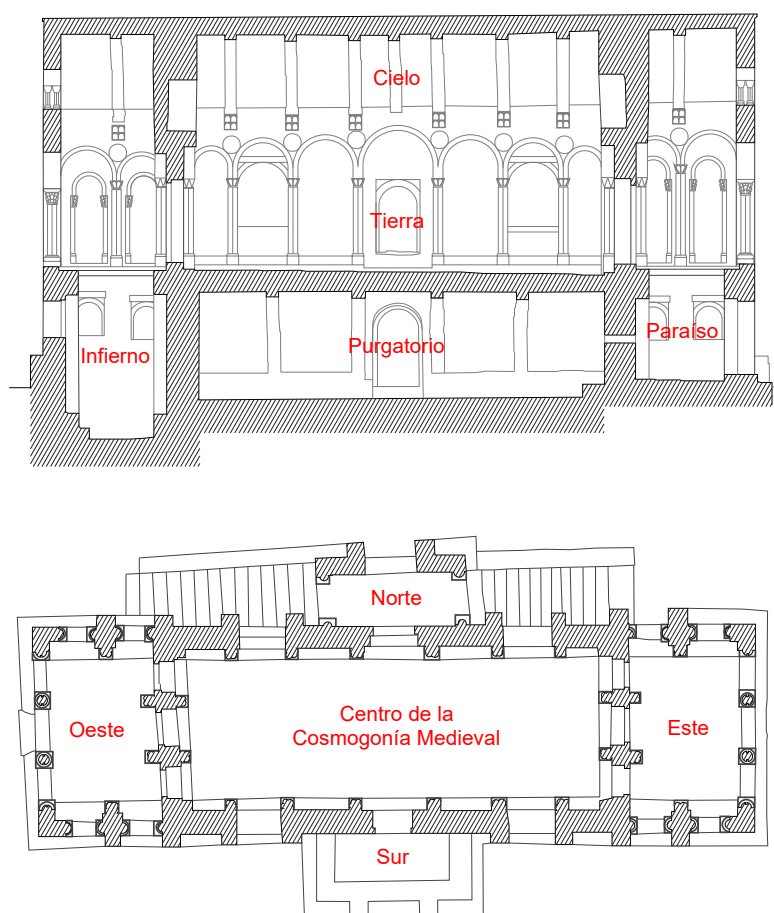 Cielo
Tierra
Infierno
Purgatorio
Paraíso
Norte
Oeste
Centro de la
Cosmogonía Medieval
Este
Sur